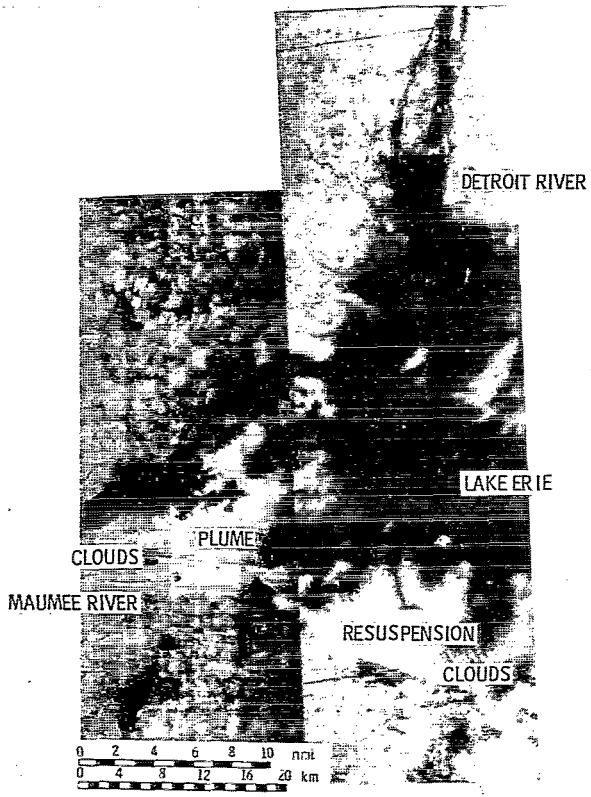 DETROIT RIVER
LAKE ERIE
PLUME
CLOUDS
MAUMEE RIVER
RESUSPENSION
CLOUDS
0 2 4 6 8 10
0 4 8 12 16 20 km